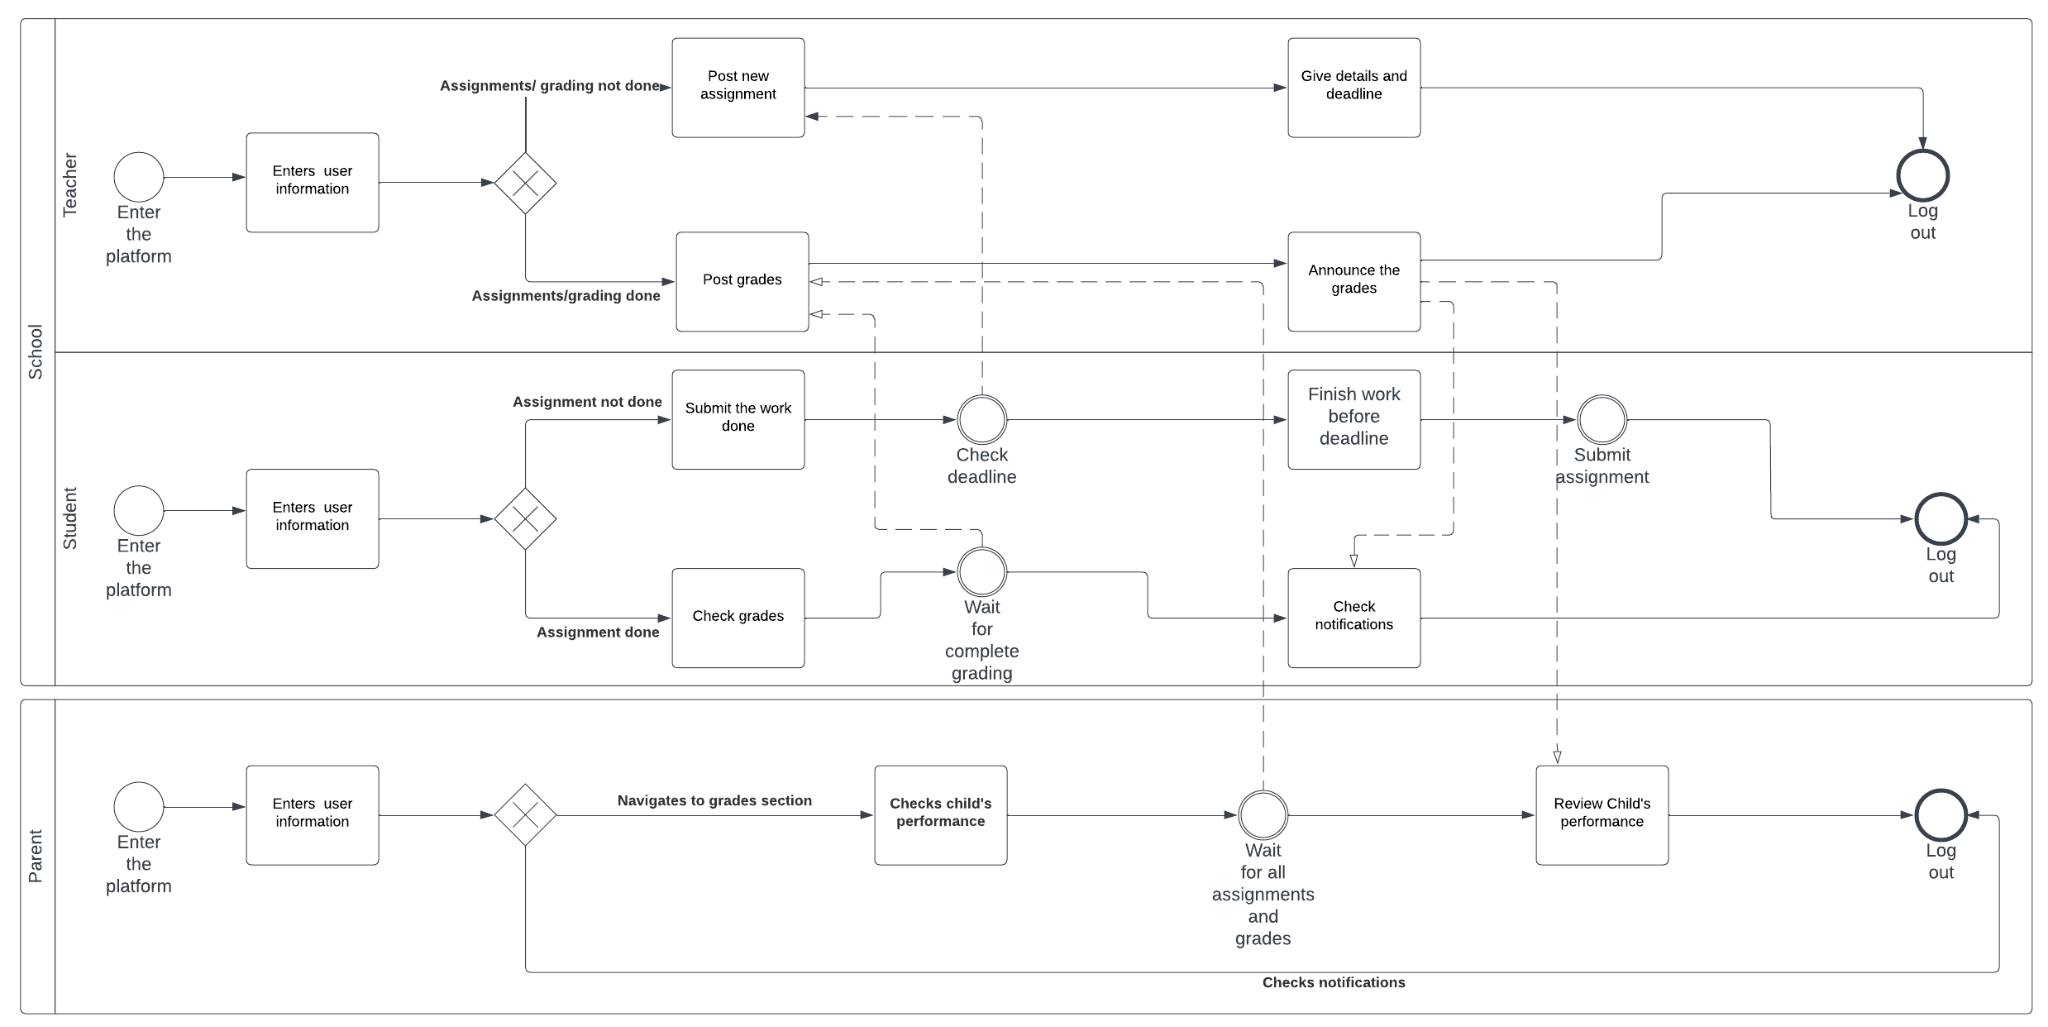 School
Teacher
Enter
the
platform
Enters  user
information
Assignments/ grading not done
Assignments/grading done
Post new
assignment
Post grades
Give details and
deadline
Announce the
grades
Log
out
Student
Enter
the
platform
Enters  user
information
Assignment not done
Assignment done
Submit the work
done
Check grades
Check
deadline
Wait
for
complete
grading
Finish work
before
deadline
Check
notifications
Submit
assignment
Log
out
Parent
Enter
the
platform
Enters  user
information
Navigates to grades section
Checks child's
performance
Wait
for all
assignments
and
grades
Review Child's
performance
Log
out
Checks notifications